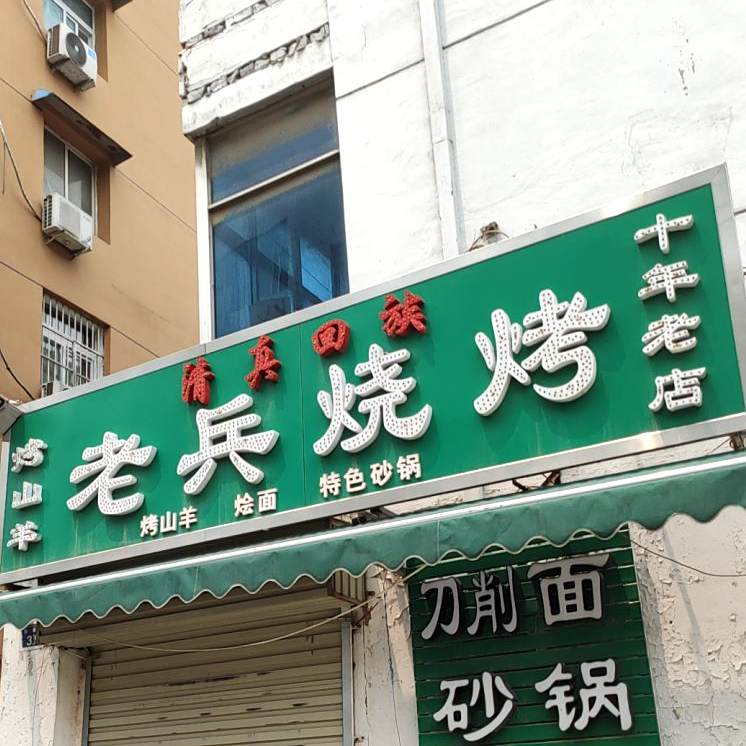 清真回族
老兵烧烤
烤山羊
十年老店
烤山羊 烩面 特色砂锅
刀削面
砂锅